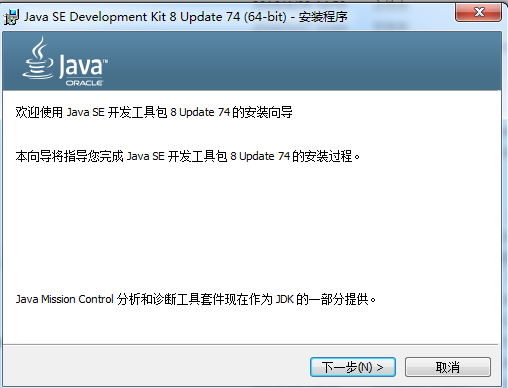 Java SE Development Kit 8 Update 74 (64-bit) - 安装程序
Java™
ORACLE
欢迎使用 Java SE 开发工具包 8 Update 74 的安装向导
本向导将指导您完成 Java SE 开发工具包 8 Update 74 的安装过程。
Java Mission Control 分析和诊断工具套件现在作为 JDK 的一部分提供。
下一步(N) >
取消